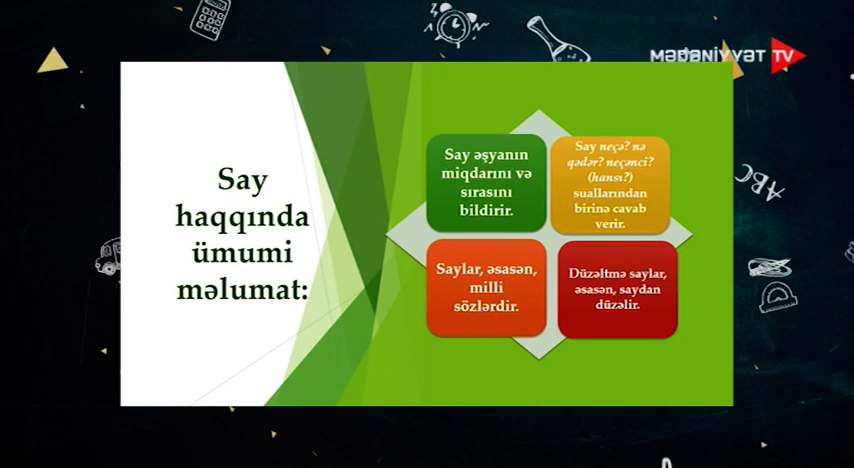 MƏDƏNİYYƏT TV
Say
haqqında
ümumi
məlumat:
Say əşyanın
miqdarını və
sırasını
bildirir.
Say neçə? nə
qədər? neçənci?
(hansı?)
suallarından
birinə cavab
verir.
Saylar, əsasən,
milli
sözlərdir.
Düzəltmə saylar,
əsasən, saydan
düzəlir.
ABC